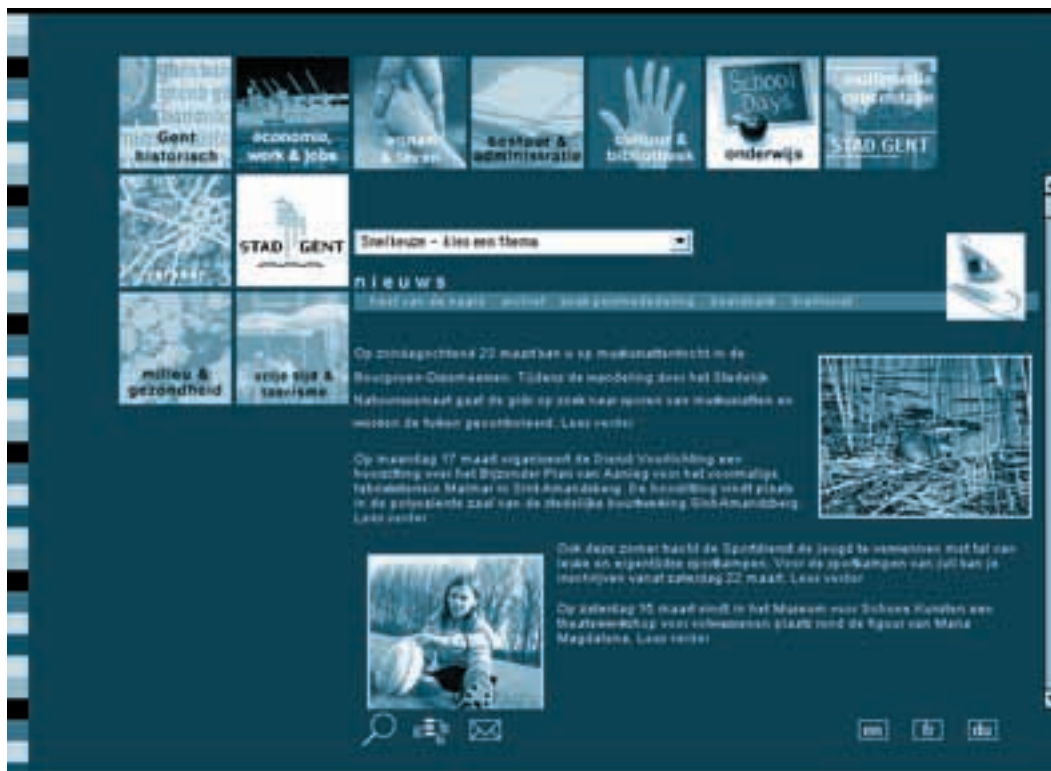 Gent
historisch
economie,
work & jobs
wonen
& leven
bestuur &
administratie
cultuur &
bibliotheek
School
Days
onderwijs
multimedia
STAD GENT
verkeer
STAD GENT
milieu &
gezondheid
vrije tijd &
toerisme
Snelkeuze - kies een thema
nieuws
archief
Op zondagochtend 23 maart kan u op muskusrattentocht in de
Bourgoyen-Ossemeersen. Tijdens de wandeling door het Stedelijk
Natuurreservaat gaat de gids op zoek naar sporen van muskusratten en
worden de fuiken gecontroleerd. Lees verder
Op maandag 17 maart organiseert de Dienst Voorlichting een
hoorzitting over het Bijzonder Plan van Aanleg voor het voormalige
in Sint-Amandsberg. De hoorzitting vindt plaats
in de polyvalente zaal van de stedelijke Sint-Amandsberg.
Lees verder
Ook deze zomer tracht de Sportdienst de jeugd te verwennen met tal van
leuke en eigentijdse sportkampen. Voor de sportkampen van juli kan je
inschrijven vanaf zaterdag 22 maart. Lees verder
Op zaterdag 15 maart vindt in het Museum voor Schone Kunsten een
theaterworkshop voor volwassenen plaats rond de figuur van Maria
Magdalena. Lees verder
en
fr
du